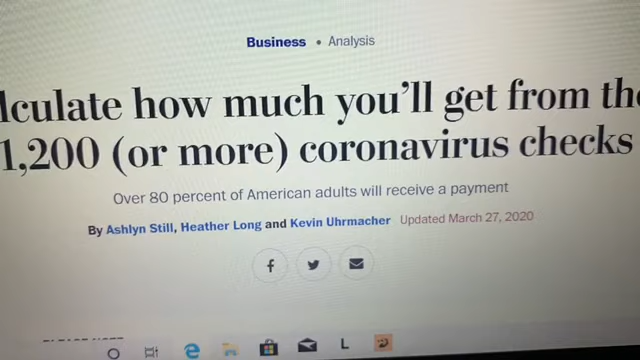 Business • Analysis
lculate how much you'll get from the
1,200 (or more) coronavirus checks
Over 80 percent of American adults will receive a payment
By Ashlyn Still, Heather Long and Kevin Uhrmacher Updated March 27, 2020